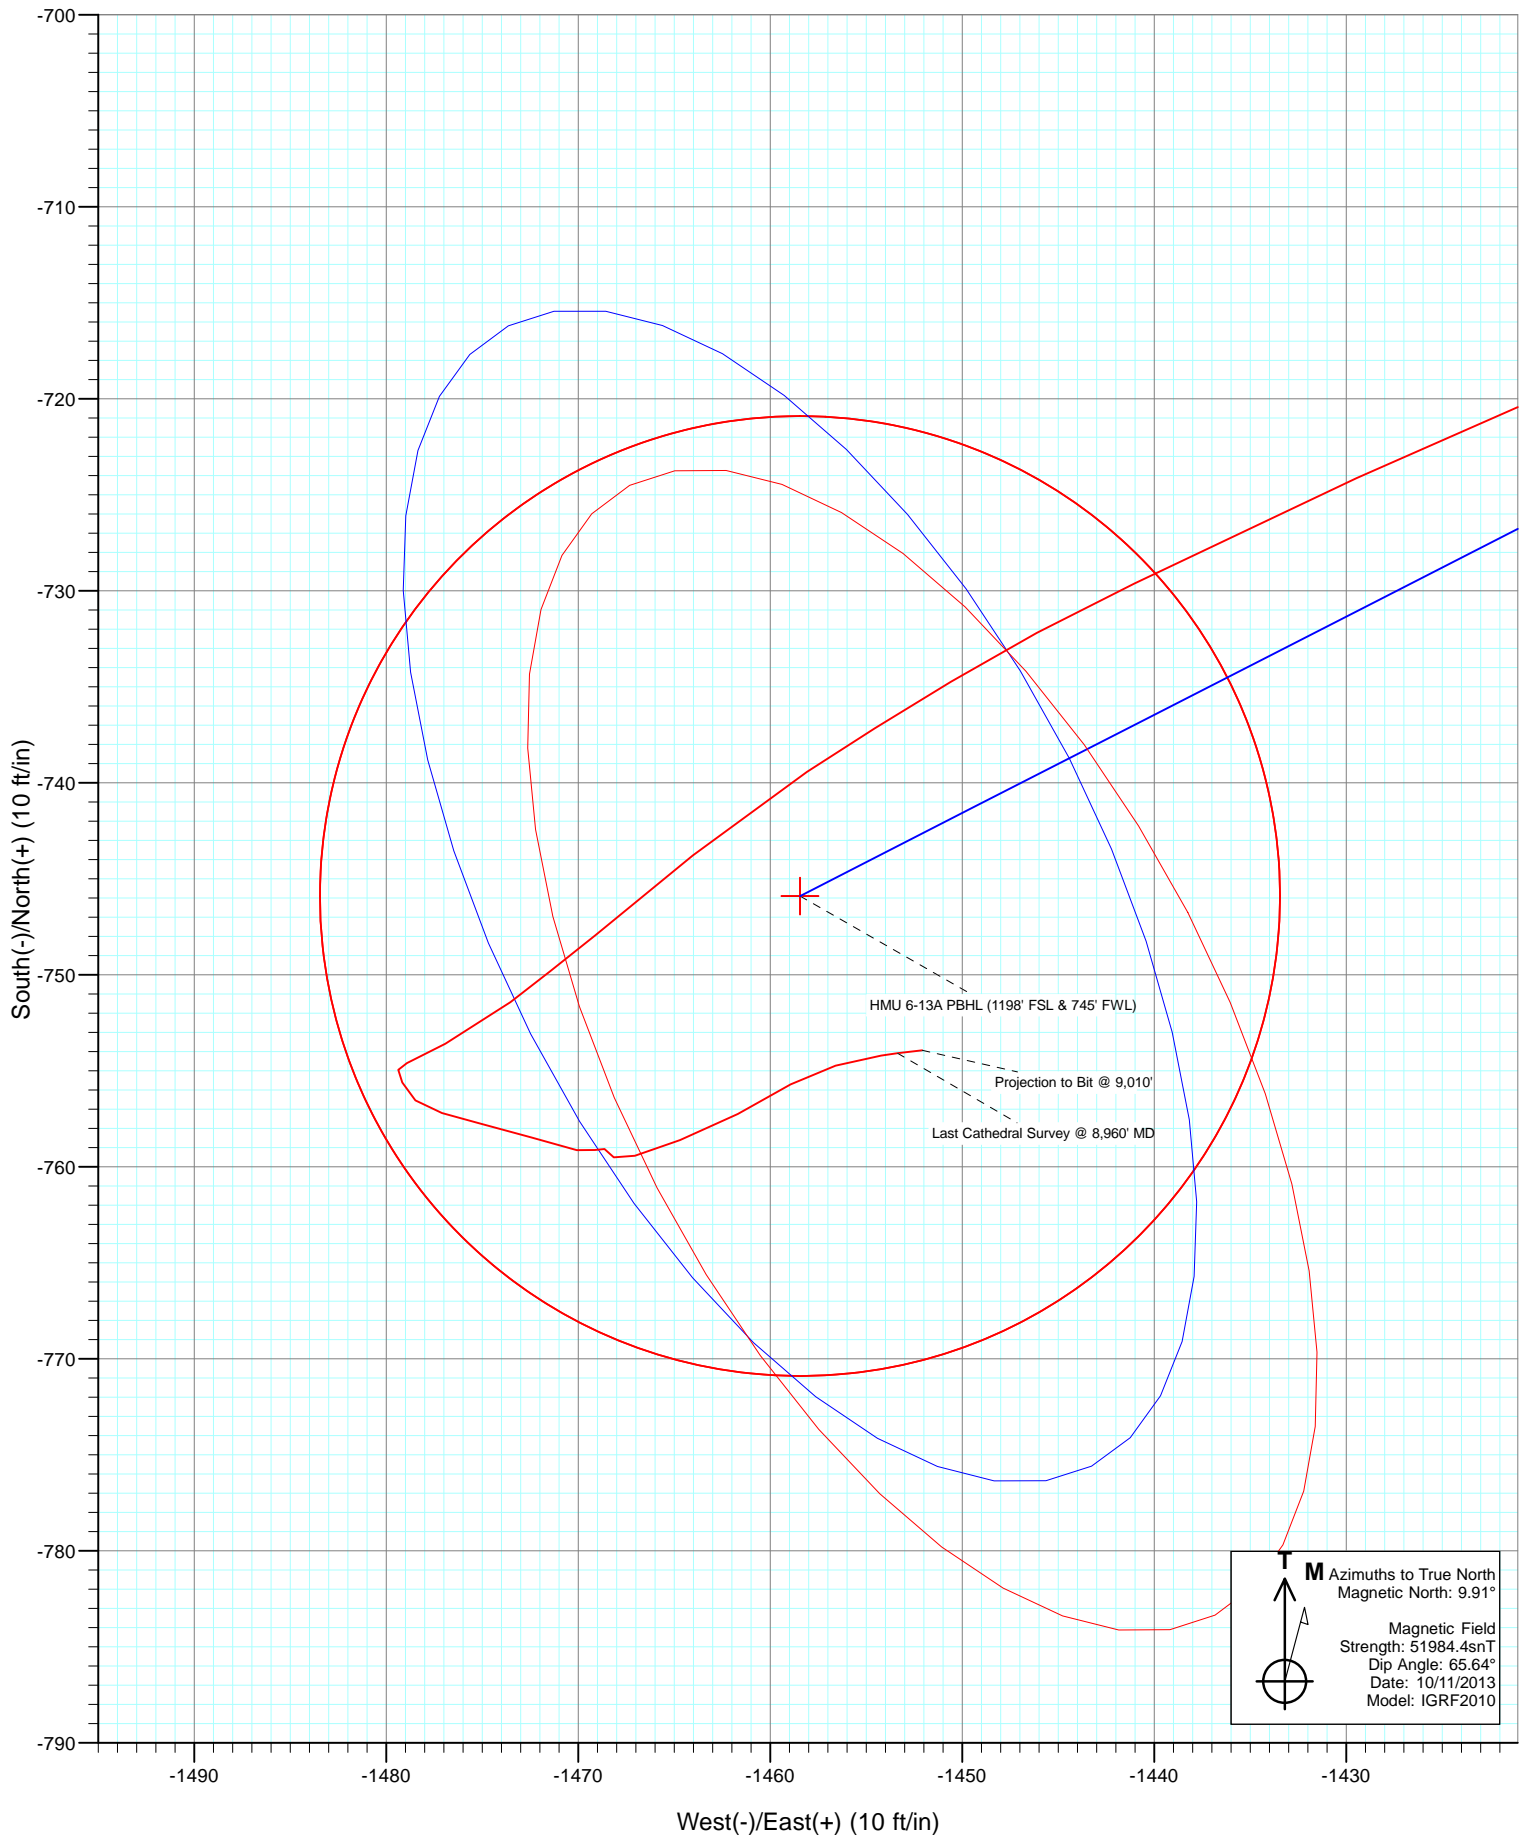 -700
-710
-720
-730
-740
-750
-760
-770
-780
-790
South(-)/North(+) (10 ft/in)
HMU 6-13A PBHL (1198' FSL & 745' FWL)
Projection to Bit @ 9,010'
Last Cathedral Survey @ 8,960' MD
T
M
Azimuths to True North
Magnetic North: 9.91°
Magnetic Field
Strength: 51984.4snT
Dip Angle: 65.64°
Date: 10/11/2013
Model: IGRF2010
-1490
-1480
-1470
-1460
-1450
-1440
-1430
West(-)/East(+) (10 ft/in)